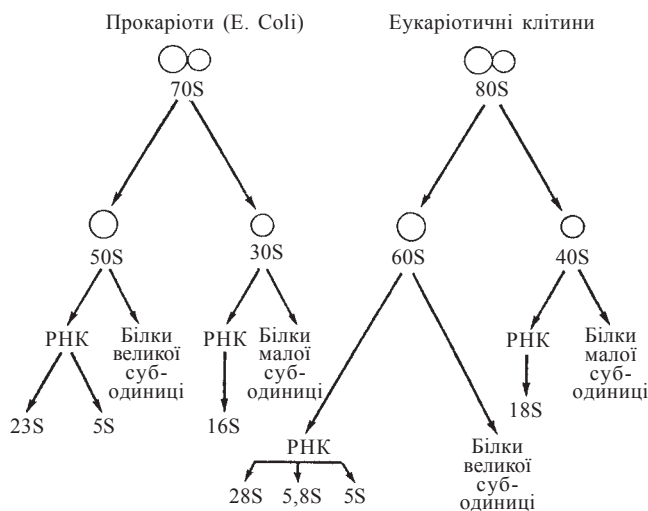 Прокаріоти (E. Coli)
Еукаріотичні клітини
70S
80S
50S
30S
60S
40S
РНК
Білки
великої
суб-
одиниці
РНК
Білки
малої
суб-
одиниці
РНК
Білки
малої
суб-
одиниці
23S
5S
16S
18S
РНК
Білки
великої
суб-
одиниці
28S
5,8S
5S